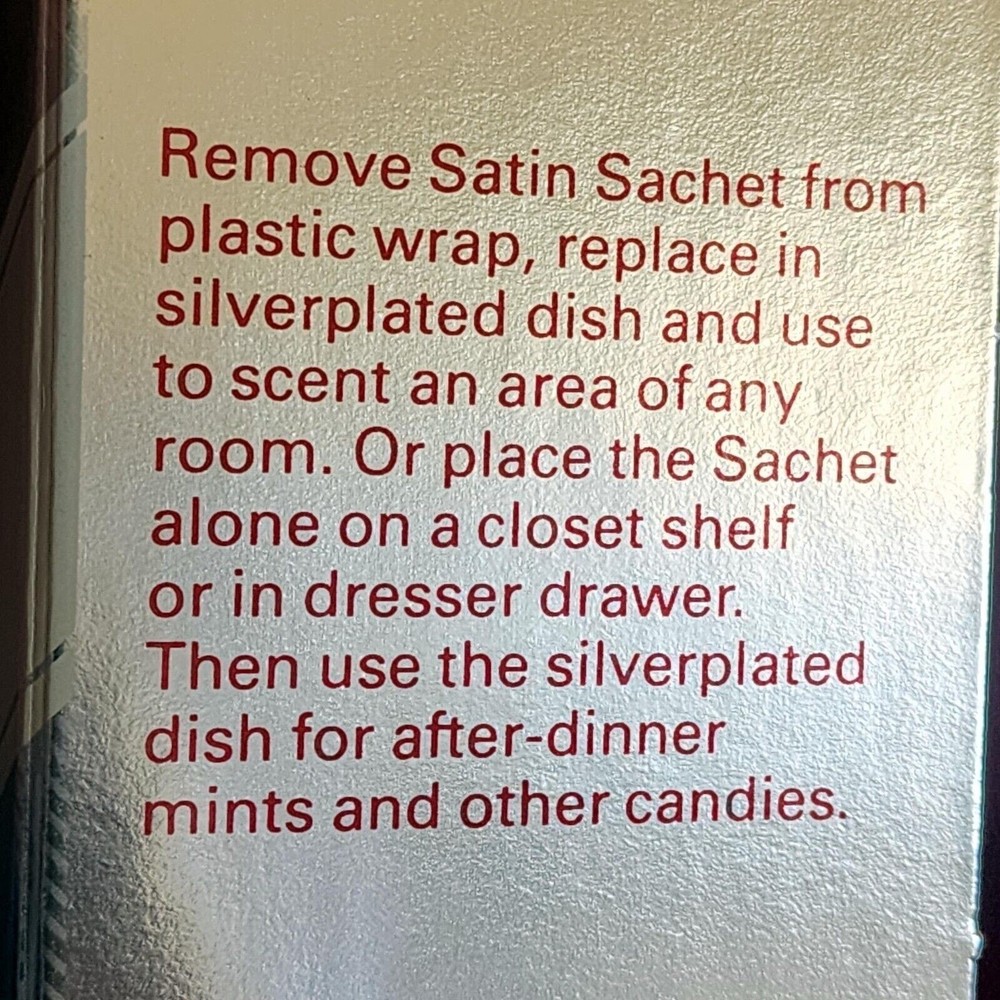 Remove Satin Sachet from
plastic wrap, replace in
silverplated dish and use
to scent an area of any
room. Or place the Sachet
alone on a closet shelf
or in dresser drawer.
Then use the silverplated
dish for after-dinner
mints and other candies.